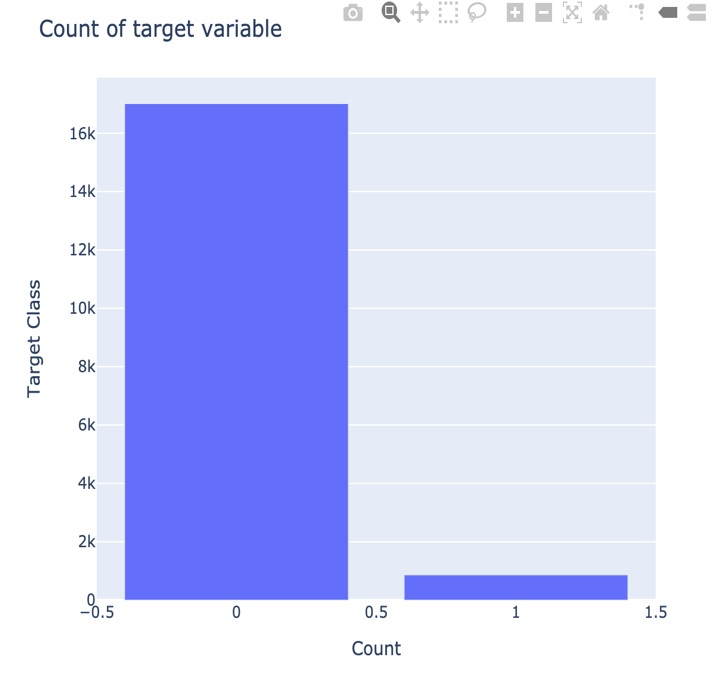 Count of target variable
16k
14k
12k
10k
8k
6k
4k
2k
0
Target Class
−0.5 0 0.5 1 1.5
Count